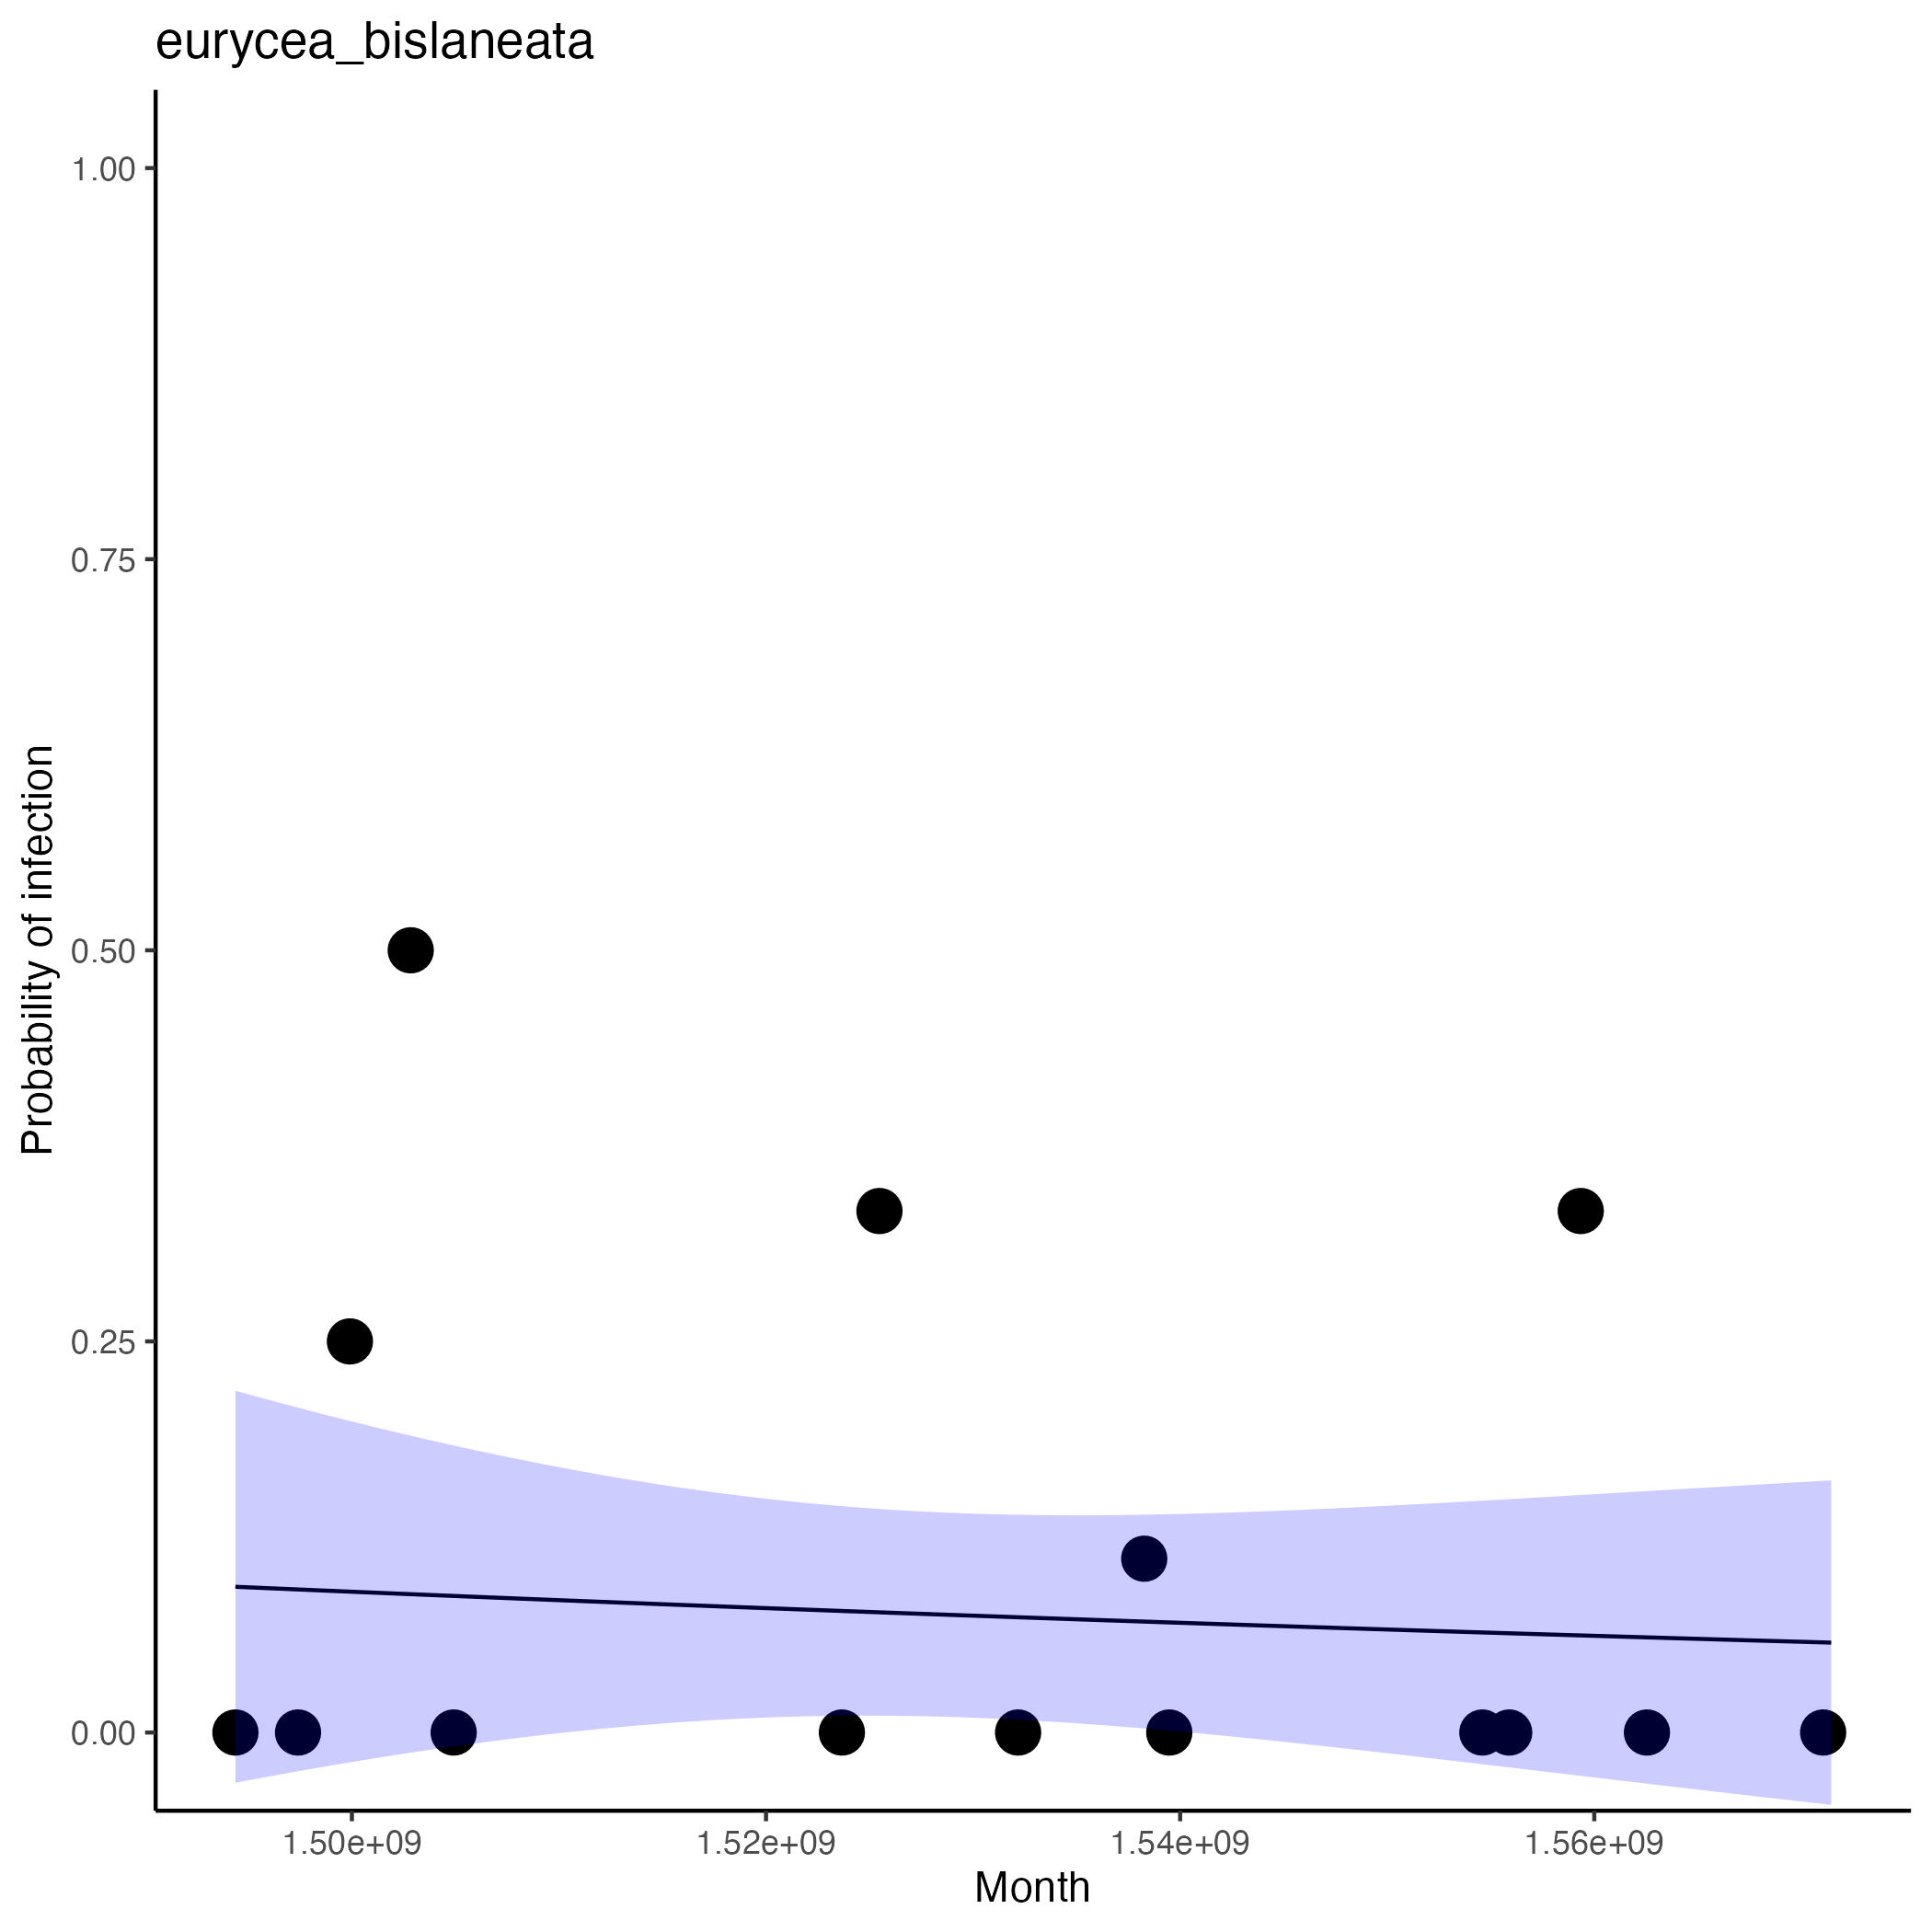 eurycea_bislaneata
1.00
0.75
0.50
0.25
0.00
Probability of infection
1.50e+09
1.52e+09
1.54e+09
1.56e+09
Month